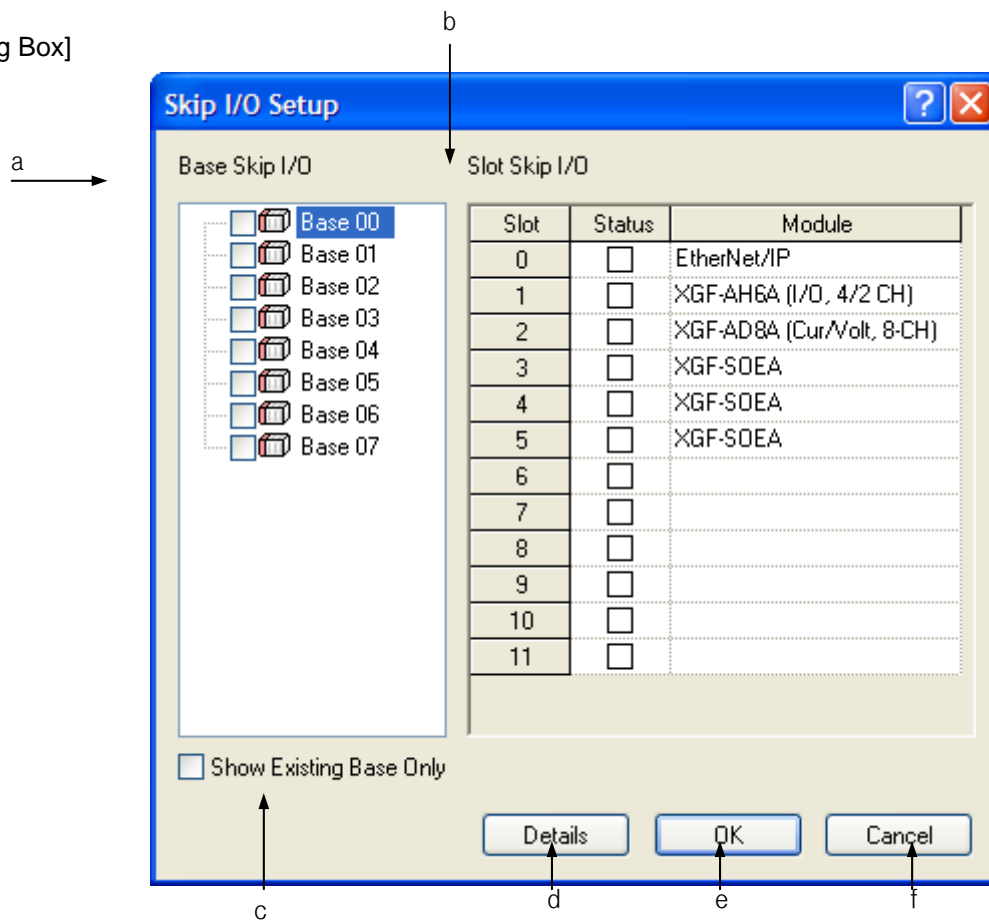 b
g Box]
Skip I/O Setup
a
Base Skip I/O
Slot Skip I/O
Base 00
Base 01
Base 02
Base 03
Base 04
Base 05
Base 06
Base 07
Slot Status Module
0 EtherNet/IP
1 XGF-AH6A (I/O, 4/2 CH)
2 XGF-AD8A (Cur/Volt, 8-CH)
3 XGF-SOEA
4 XGF-SOEA
5 XGF-SOEA
6
7
8
9
10
11
Show Existing Base Only
Details OK Cancel
c d e f